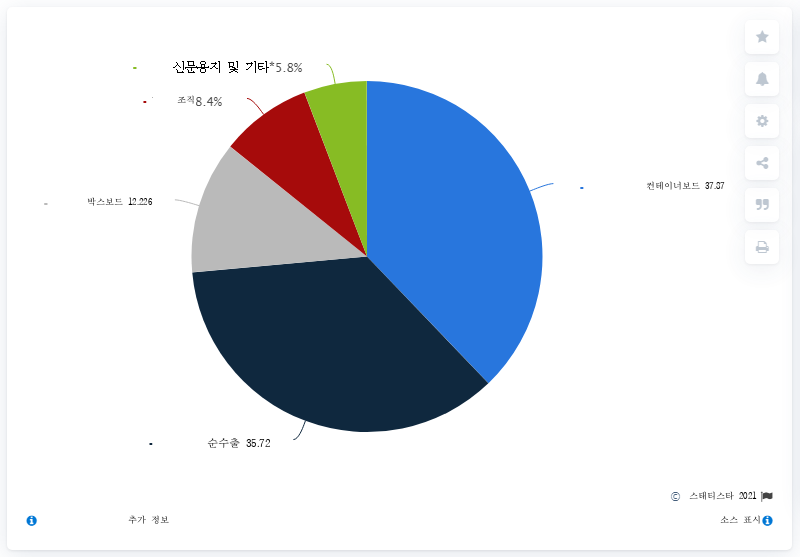 신문용지 및 기타*5.8%
조직8.4%
컨테이너보드 37.87
박스보드 12.226
순수출 35.72
© 스태티스타 2021
추가 정보
소스 표시